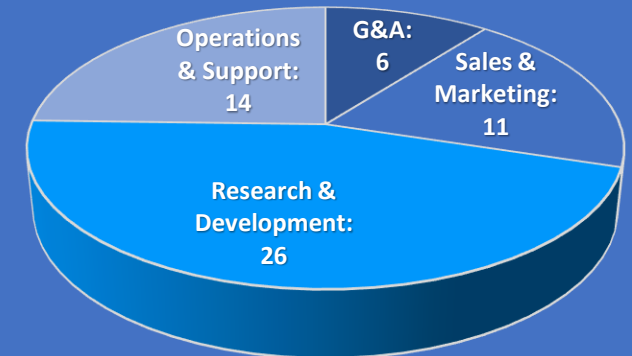 Operations
& Support:
14
G&A:
6
Sales &
Marketing:
11
Research &
Development:
26